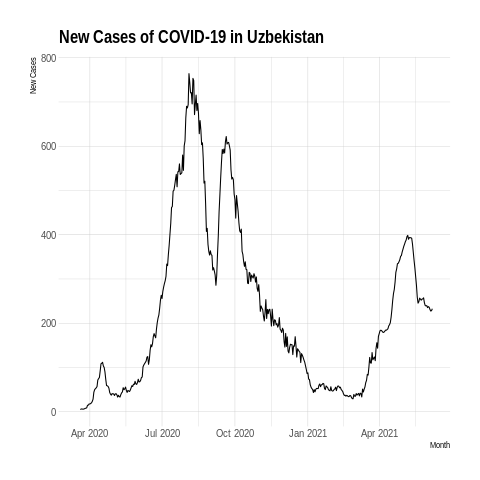 New Cases of COVID-19 in Uzbekistan
New Cases
800
600
400
200
0
Apr 2020 Jul 2020 Oct 2020 Jan 2021 Apr 2021
Month